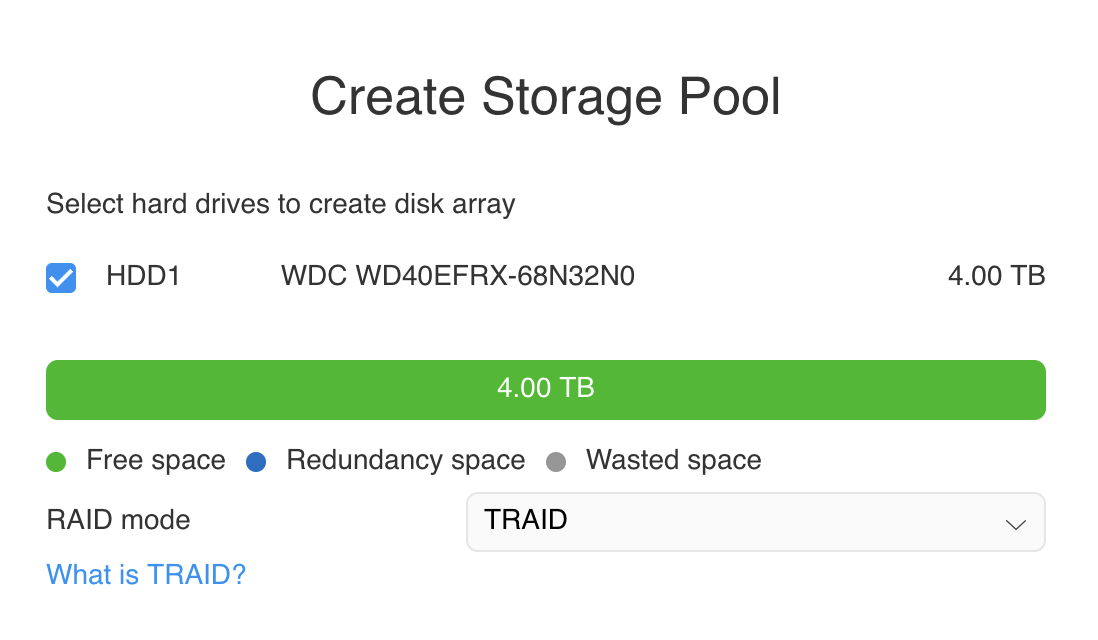 Create Storage Pool
Select hard drives to create disk array
HDD1 WDC WD40EFRX-68N32N0 4.00 TB
4.00 TB
Free space Redundancy space Wasted space
RAID mode TRAID
What is TRAID?